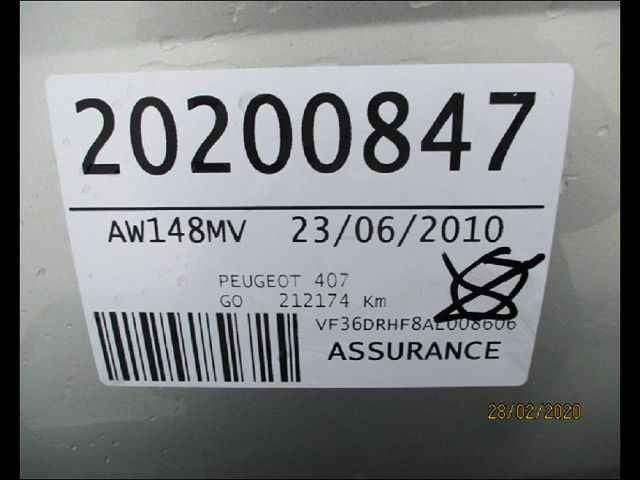 20200847
AW148MV 23/06/2010
PEUGEOT 407
GO 212174 Km
VF36DRHF8AL008606
ASSURANCE
28/02/2020